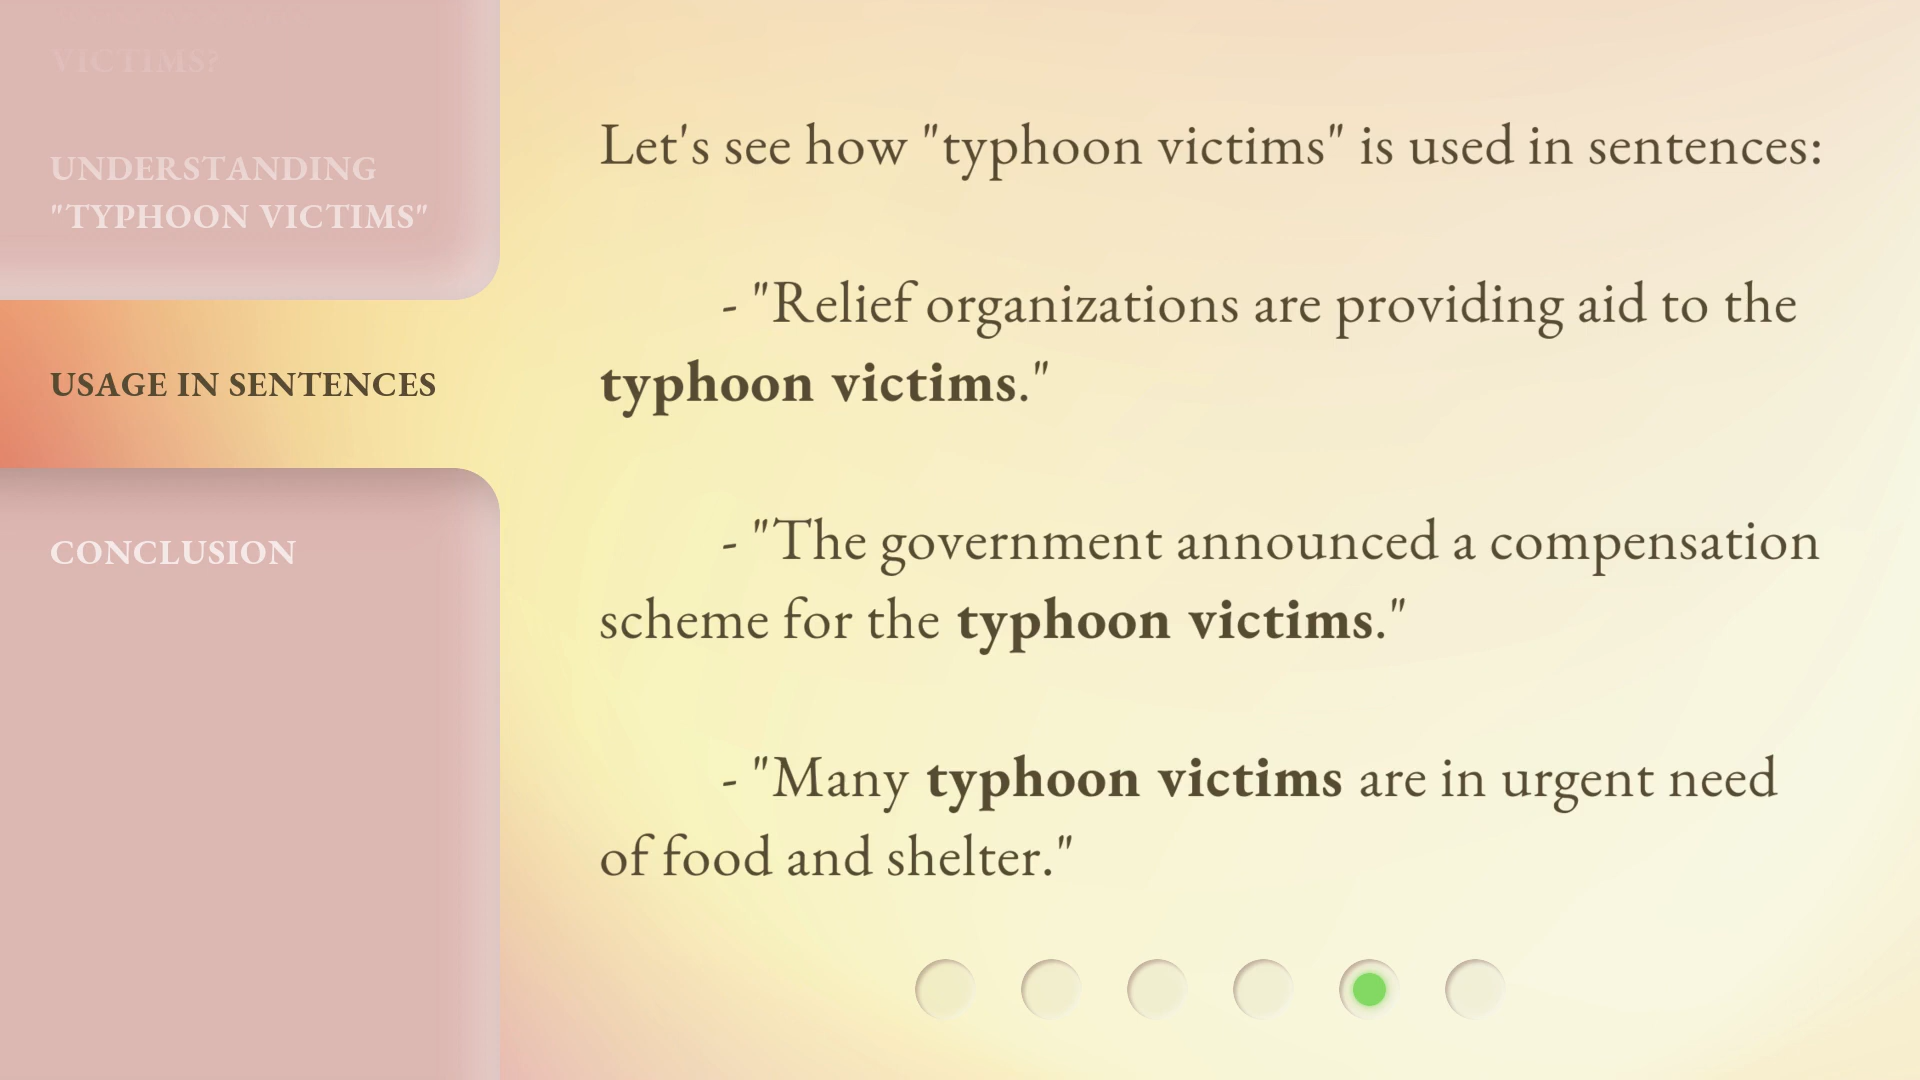 VICTIMS?
UNDERSTANDING
"TYPHOON VICTIMS"
USAGE IN SENTENCES
CONCLUSION
Let's see how "typhoon victims" is used in sentences:
- "Relief organizations are providing aid to the
typhoon victims."
- "The government announced a compensation
scheme for the typhoon victims."
- "Many typhoon victims are in urgent need
of food and shelter."